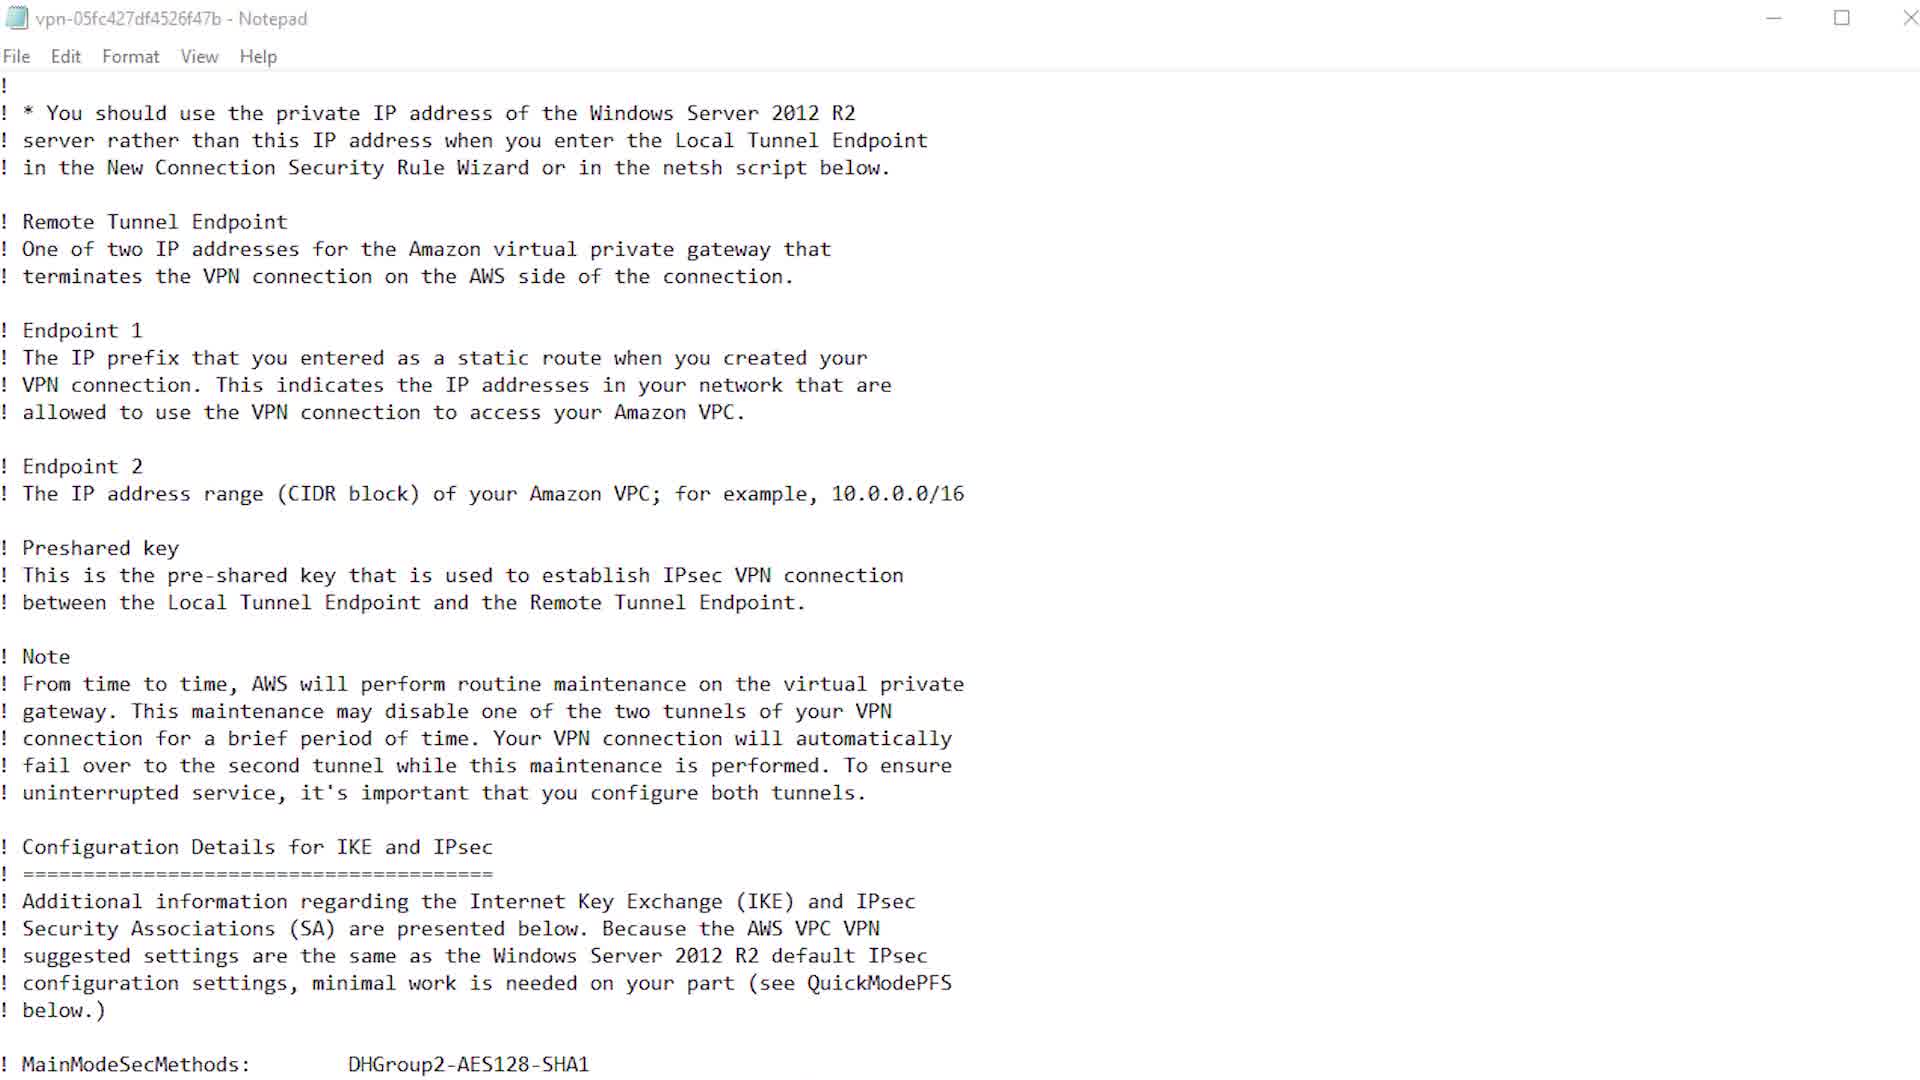 vpn-05fc427df4526f47b - Notepad
File Edit Format View Help
!
! * You should use the private IP address of the Windows Server 2012 R2
! server rather than this IP address when you enter the Local Tunnel Endpoint
! in the New Connection Security Rule Wizard or in the netsh script below.
! Remote Tunnel Endpoint
! One of two IP addresses for the Amazon virtual private gateway that
! terminates the VPN connection on the AWS side of the connection.
! Endpoint 1
! The IP prefix that you entered as a static route when you created your
! VPN connection. This indicates the IP addresses in your network that are
! allowed to use the VPN connection to access your Amazon VPC.
! Endpoint 2
! The IP address range (CIDR block) of your Amazon VPC; for example, 10.0.0.0/16
! Preshared key
! This is the pre-shared key that is used to establish IPsec VPN connection
! between the Local Tunnel Endpoint and the Remote Tunnel Endpoint.
! Note
! From time to time, AWS will perform routine maintenance on the virtual private
! gateway. This maintenance may disable one of the two tunnels of your VPN
! connection for a brief period of time. Your VPN connection will automatically
! fail over to the second tunnel while this maintenance is performed. To ensure
! uninterrupted service, it's important that you configure both tunnels.
! Configuration Details for IKE and IPsec
! =======================================
! Additional information regarding the Internet Key Exchange (IKE) and IPsec
! Security Associations (SA) are presented below. Because the AWS VPC VPN
! suggested settings are the same as the Windows Server 2012 R2 default IPsec
! configuration settings, minimal work is needed on your part (see QuickModePFS
! below.)
! MainModeSecMethods: DHGroup2-AES128-SHA1